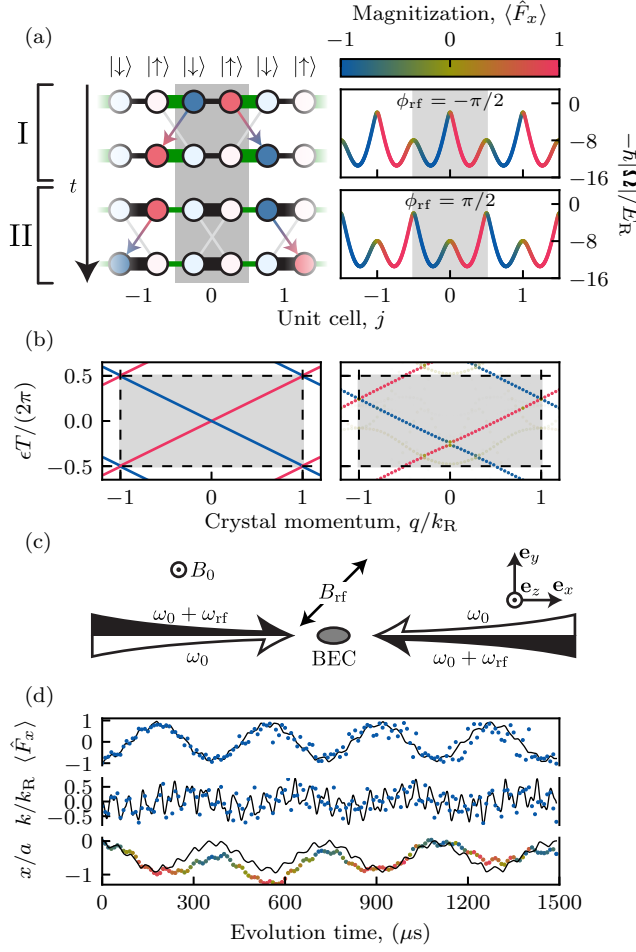 Magnitization, ⟨F̂ₓ⟩
−1 0 1
(a)
|↓⟩ |↑⟩ |↓⟩ |↑⟩ |↓⟩ |↑⟩
I
II
t
−1 0 1
Unit cell, j
ϕrf = −π/2
0
−8
−16
ϕrf = π/2
0
−8
−16
−1 0 1
−ℏ|Ω|/ER
(b)
ϵT/(2π)
0.5
0.0
−0.5
−1 0 1
−1 0 1
Crystal momentum, q/kR
(c)
B0
Brf
ey
ez ex
ω0 + ωrf
ω0
ω0
ω0 + ωrf
BEC
(d)
⟨F̂ₓ⟩
1
0
−1
k/kR
0.5
0.0
−0.5
x/a
0
−1
0 300 600 900 1200 1500
Evolution time, (μs)